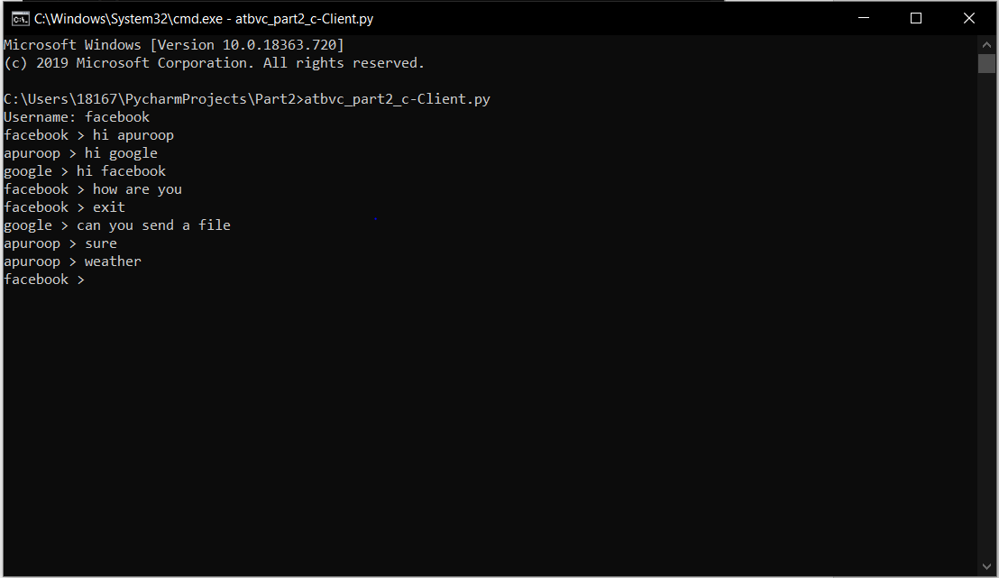 C:\Windows\System32\cmd.exe - atbvc_part2_c-Client.py
Microsoft Windows [Version 10.0.18363.720]
(c) 2019 Microsoft Corporation. All rights reserved.
C:\Users\18167\PycharmProjects\Part2>atbvc_part2_c-Client.py
Username: facebook
facebook > hi apuroop
apuroop > hi google
google > hi facebook
facebook > how are you
facebook > exit
google > can you send a file
apuroop > sure
apuroop > weather
facebook >